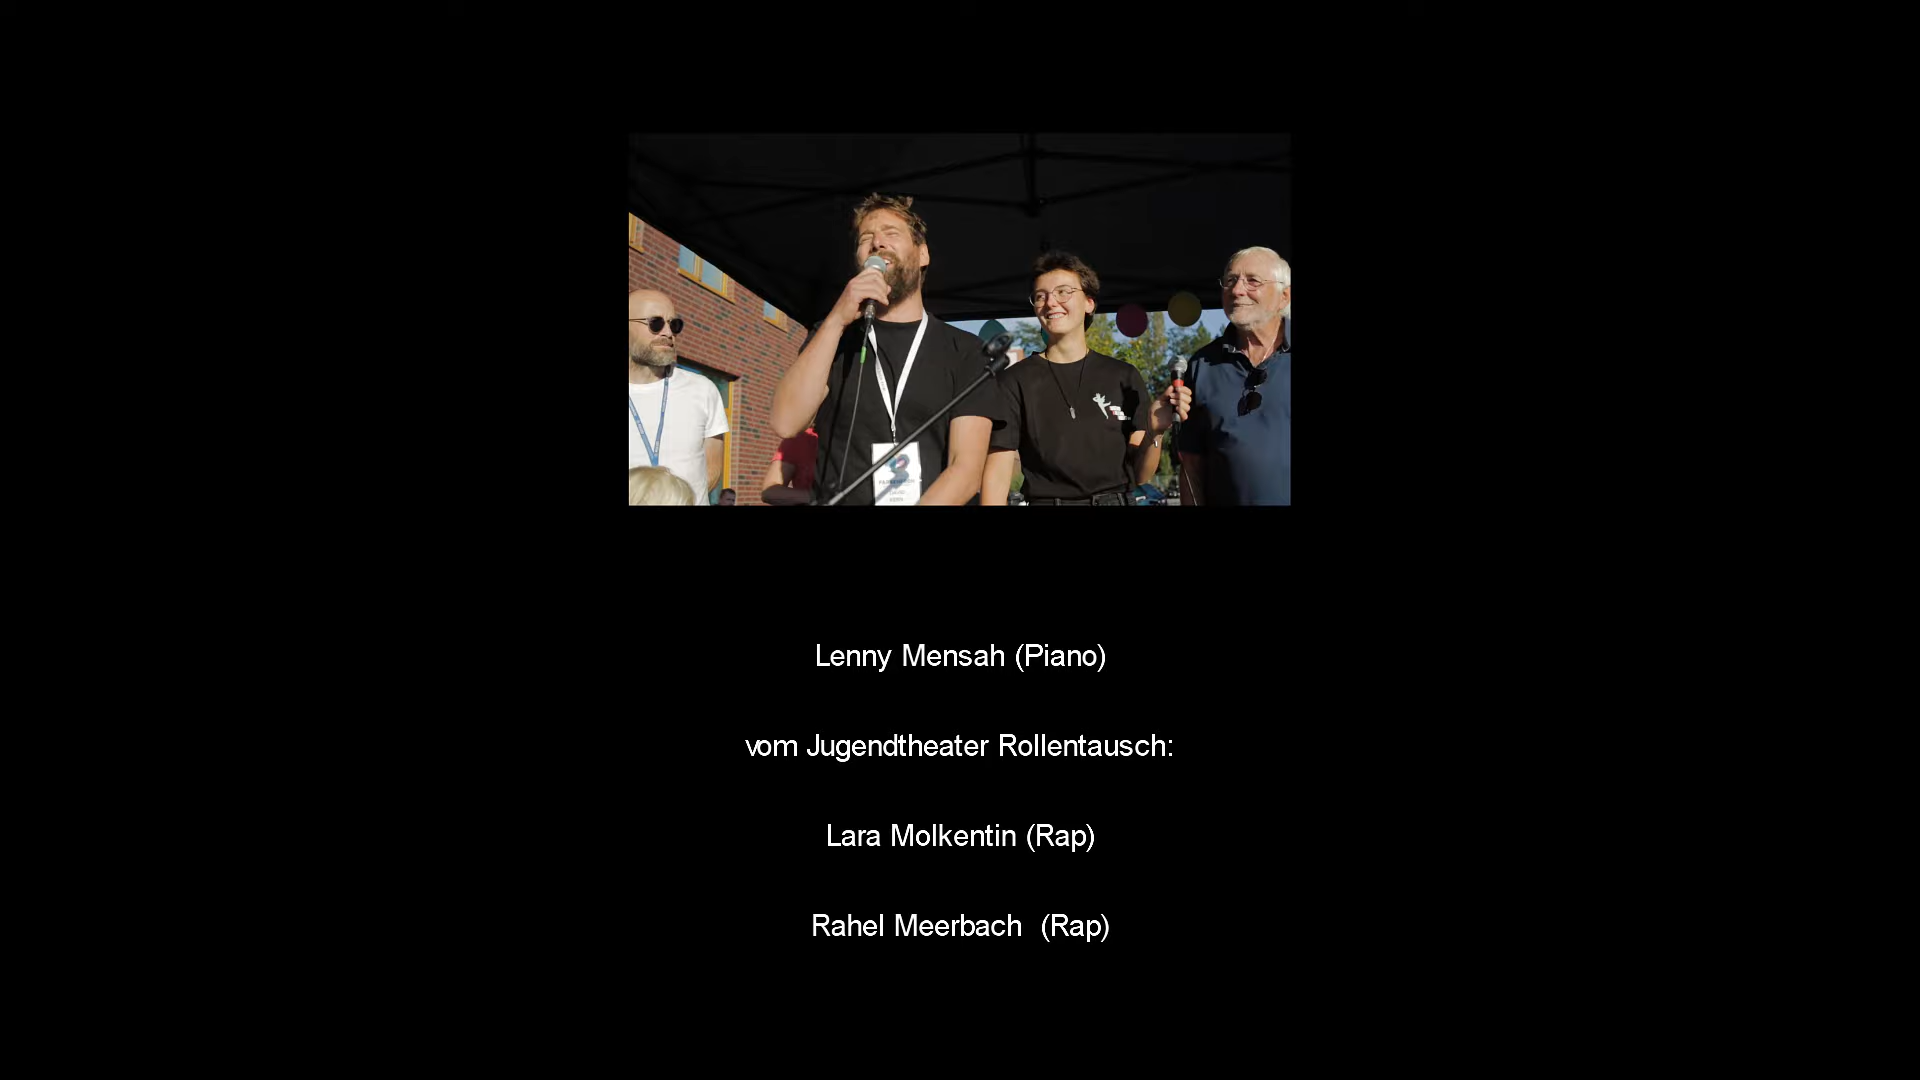 Lenny Mensah (Piano)
vom Jugendtheater Rollentausch:
Lara Molkentin (Rap)
Rahel Meerbach  (Rap)